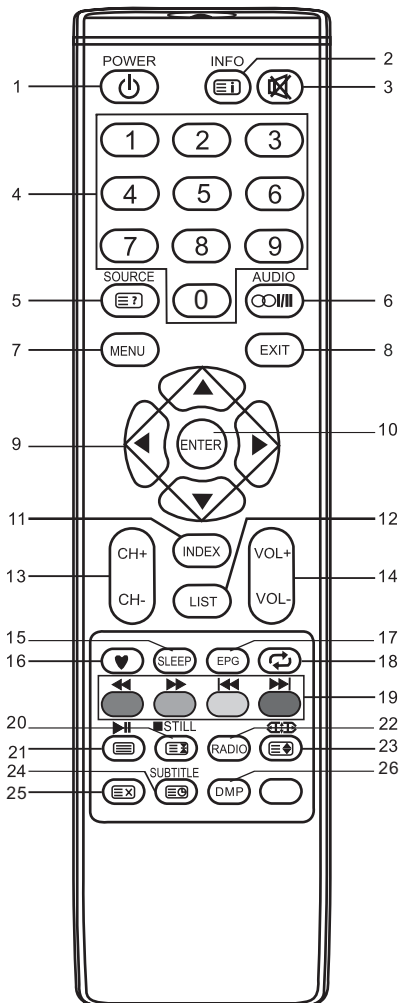 POWER INFO 2
1 3
1 2 3
4 4 5 6
7 8 9
SOURCE AUDIO
5 ? 0 I/II 6
7 MENU EXIT 8
9 ENTER 10
11 INDEX 12
13 CH+ VOL+ 14
CH- LIST VOL-
15 17
16 SLEEP EPG 18
19
20 STILL 22
21 RADIO 23
24 SUBTITLE 26
25 DMP